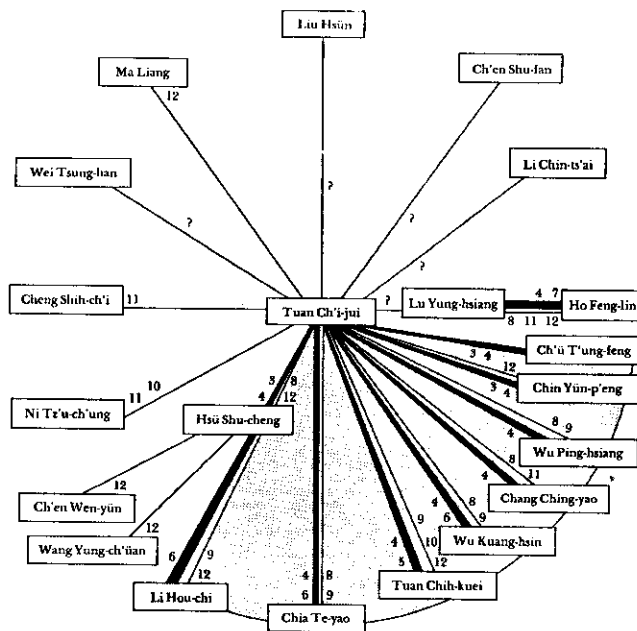 Liu Hsün
Ma Liang
12
Ch'en Shu-fan
Wei Tsung-han
?
?
Li Chin-ts'ai
?
?
Cheng Shih-ch'i
11
Tuan Ch'i-jui
?
Lu Yung-hsiang
4 7
8 11 12
Ho Feng-lin
3 4
Ch'ü T'ung-feng
12
3 4
Chin Yün-p'eng
11 10
Ni Tz'u-ch'ung
3 8
4 12
Hsü Shu-cheng
8 9
4
Wu Ping-hsiang
8
11
4
Chang Ching-yao
12
Ch'en Wen-yün
12
Wang Yung-ch'üan
4 8
6 9
Wu Kuang-hsin
9
4 10
5 12
Tuan Chih-kuei
6 9
12
Li Hou-chi
4 8
6 9
Chia Te-yao